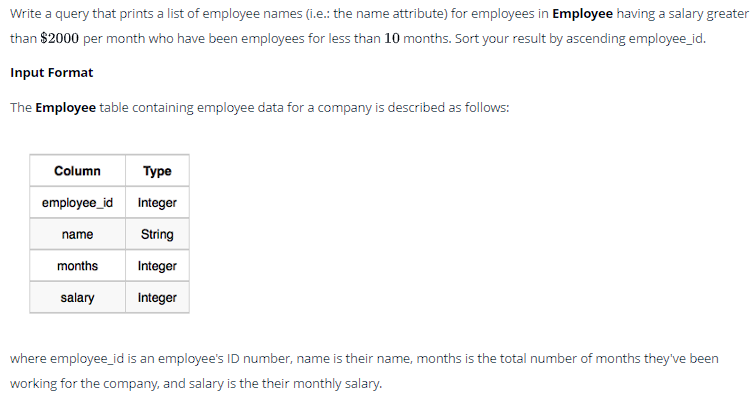 Write a query that prints a list of employee names (i.e.: the name attribute) for employees in Employee having a salary greater
than $2000 per month who have been employees for less than 10 months. Sort your result by ascending employee_id.
Input Format
The Employee table containing employee data for a company is described as follows:
Column Type
employee_id Integer
name String
months Integer
salary Integer
where employee_id is an employee's ID number, name is their name, months is the total number of months they've been
working for the company, and salary is the their monthly salary.